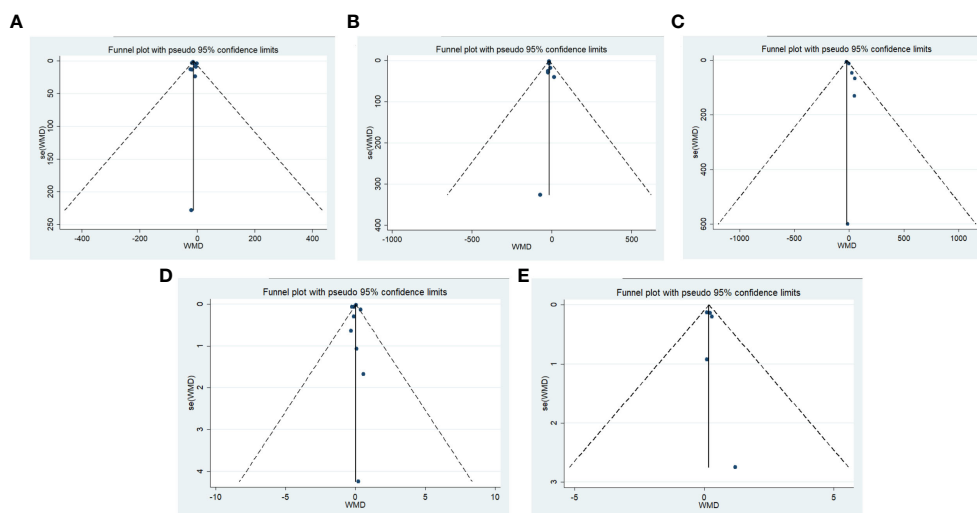 A
Funnel plot with pseudo 95% confidence limits
se(WMD)
0
50
100
150
200
250
-400 -200 0 200 400
WMD
B
Funnel plot with pseudo 95% confidence limits
se(WMD)
0
100
200
300
400
-1000 -500 0 500
WMD
C
Funnel plot with pseudo 95% confidence limits
se(WMD)
0
200
400
600
-1000 -500 0 500 1000
WMD
D
Funnel plot with pseudo 95% confidence limits
se(WMD)
0
1
2
3
4
-10 -5 0 5 10
WMD
E
Funnel plot with pseudo 95% confidence limits
se(WMD)
0
1
2
3
-5 0 5
WMD